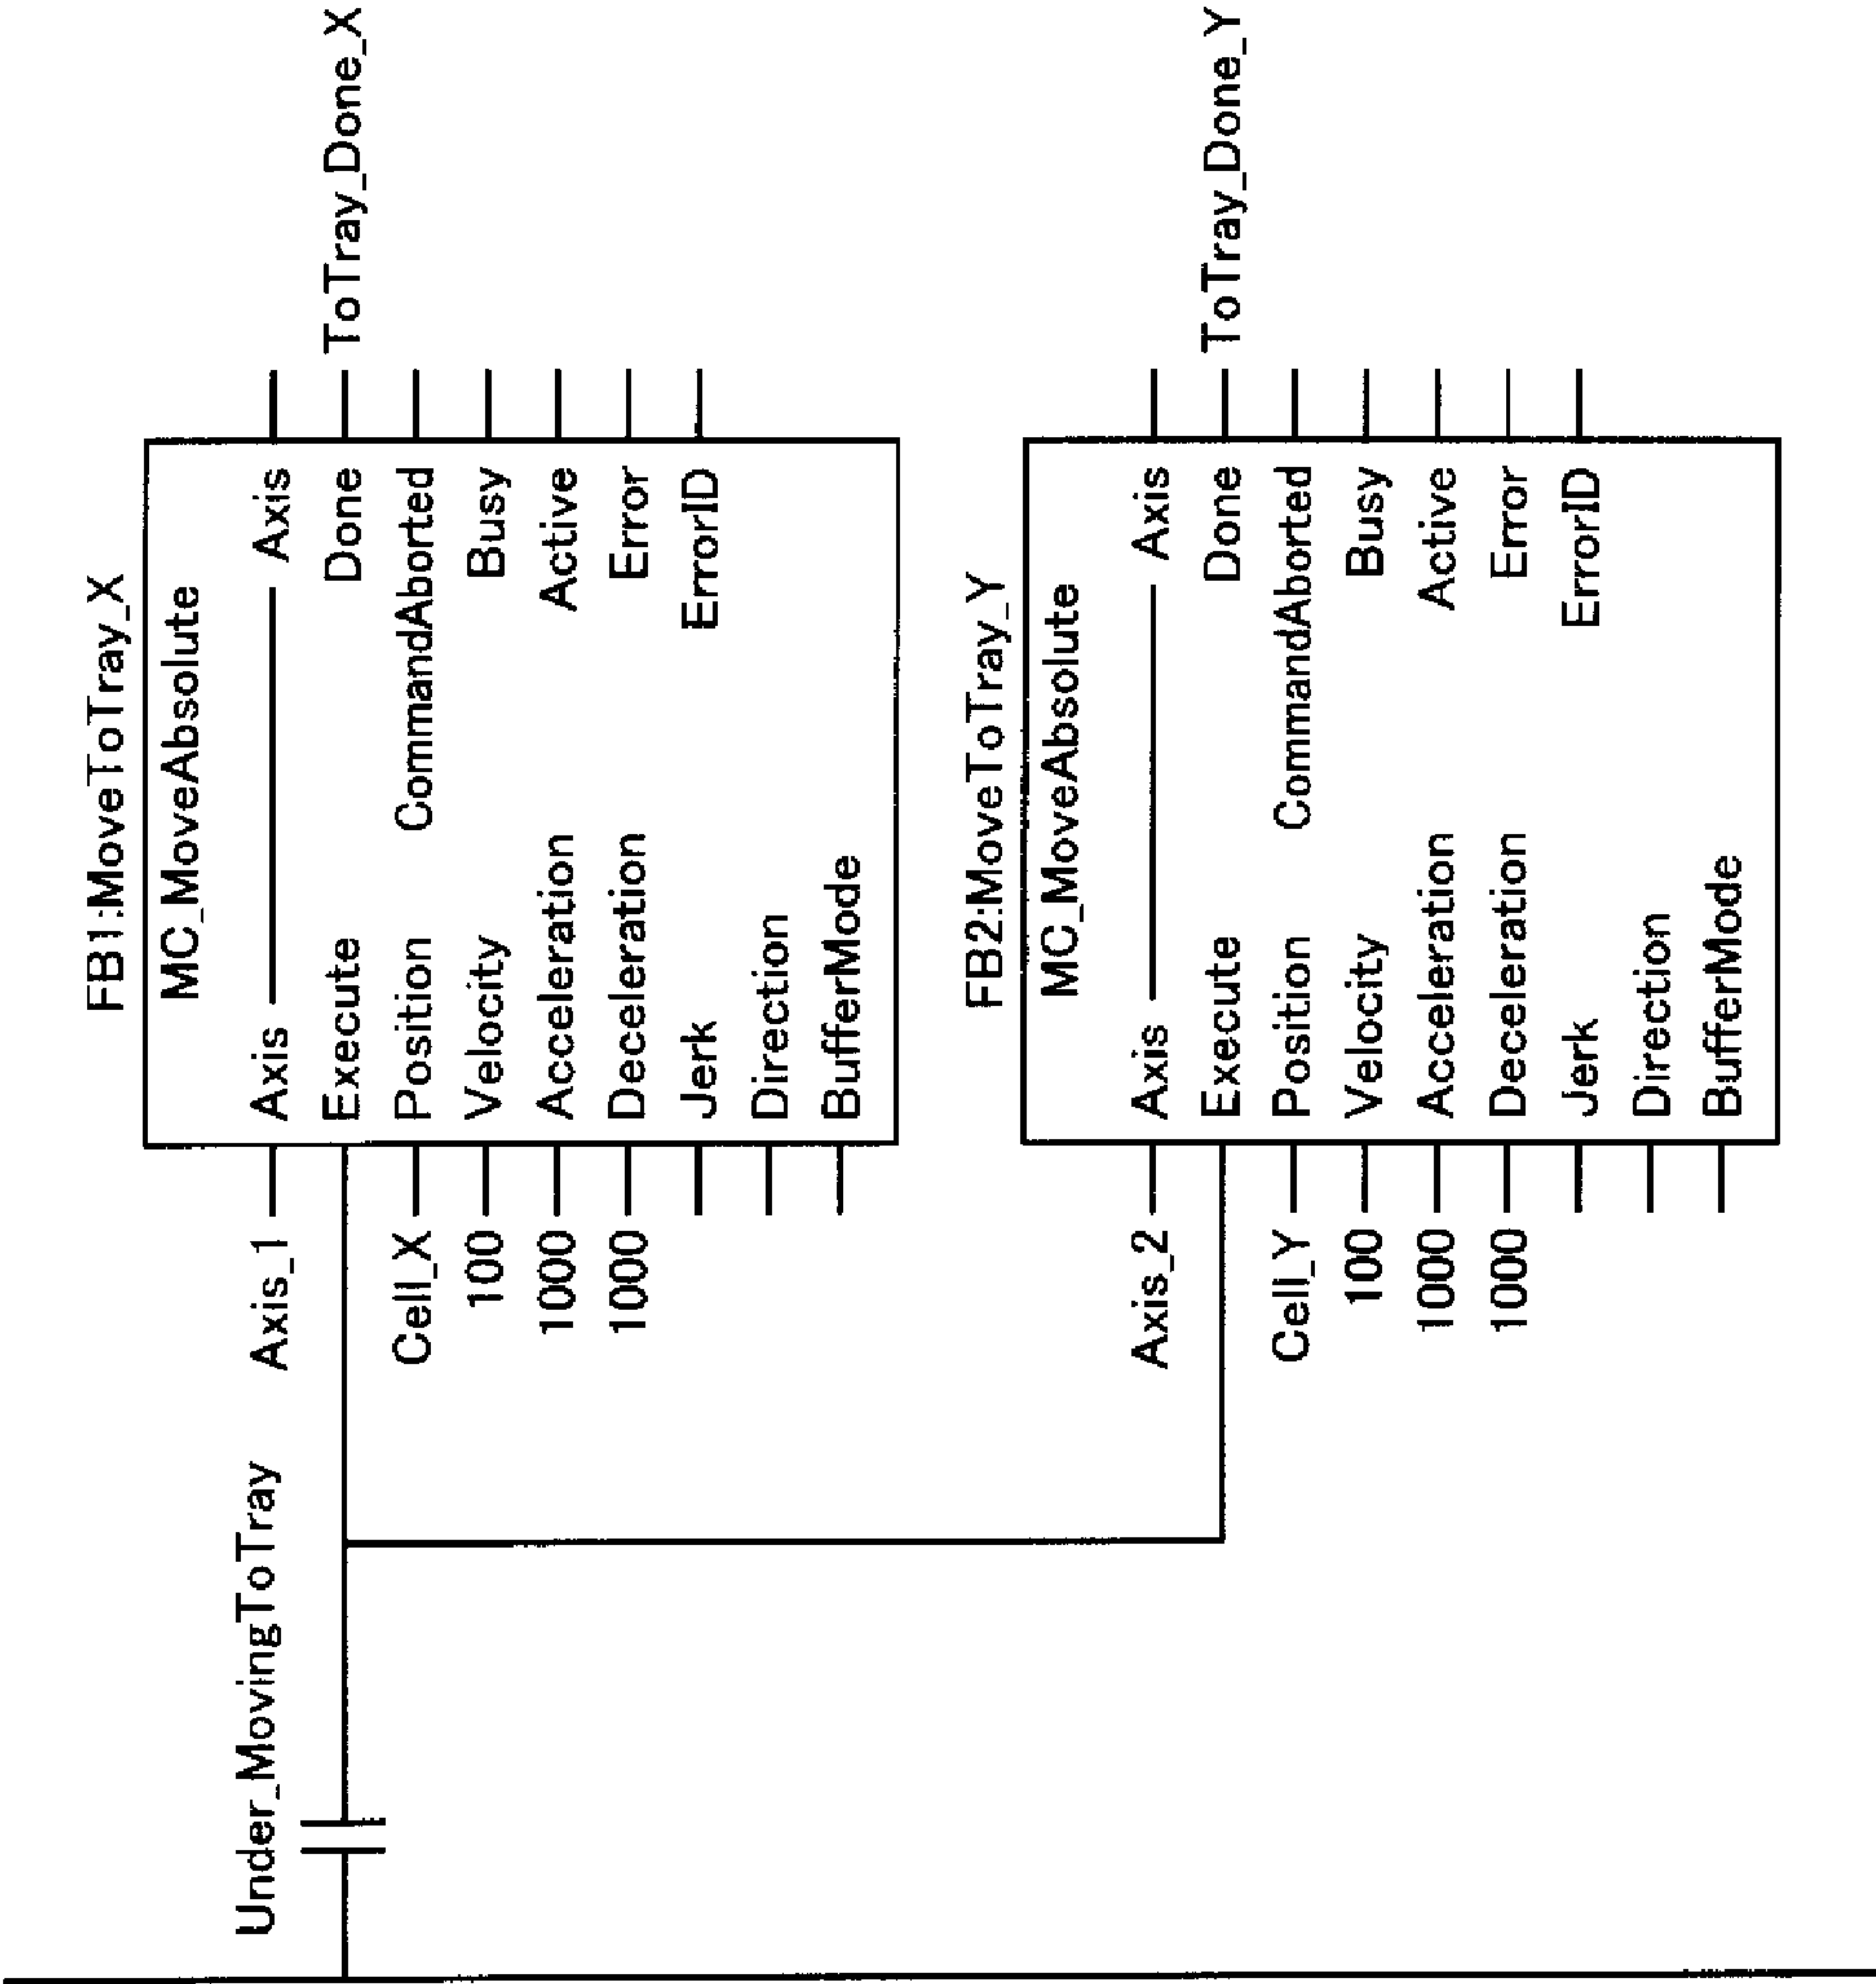 Under_MovingToTray
FB1:MoveToTray_X
MC_MoveAbsolute
Axis_1 Axis Axis
Execute Done ToTray_Done_X
Cell_X Position CommandAborted
100 Velocity Busy
1000 Acceleration Active
1000 Deceleration Error
Jerk ErrorID
Direction
BufferMode
FB2:MoveToTray_Y
MC_MoveAbsolute
Axis_2 Axis Axis
Execute Done ToTray_Done_Y
Cell_Y Position CommandAborted
100 Velocity Busy
1000 Acceleration Active
1000 Deceleration Error
Jerk ErrorID
Direction
BufferMode